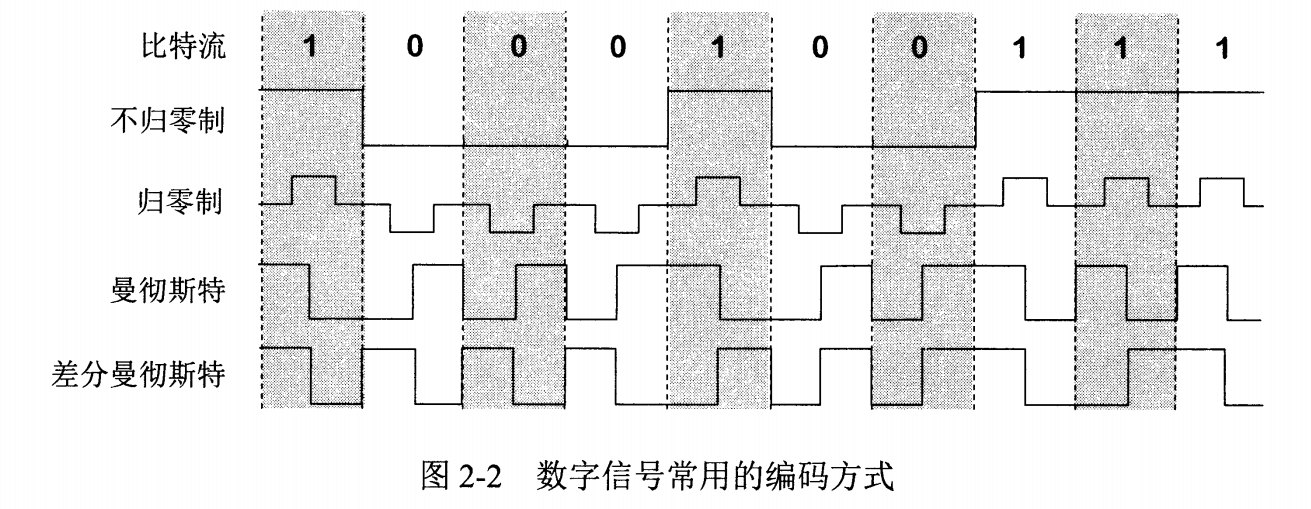 比特流 1 0 0 0 1 0 0 1 1 1
不归零制
归零制
曼彻斯特
差分曼彻斯特
图 2-2 数字信号常用的编码方式